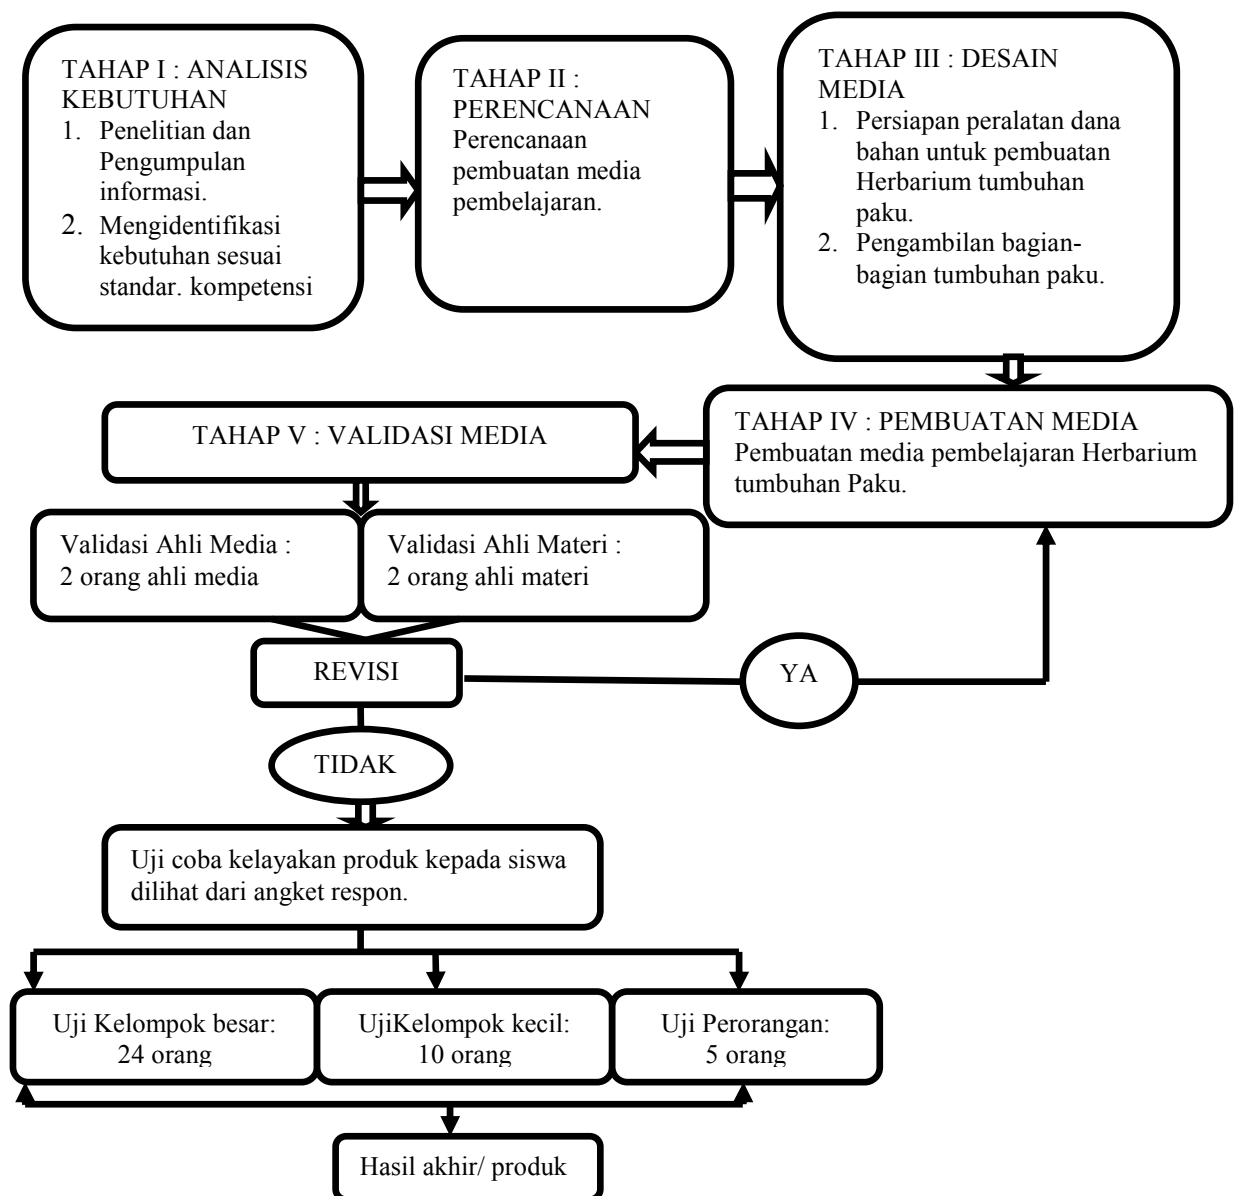 TAHAP I : ANALISIS
KEBUTUHAN
1. Penelitian dan
Pengumpulan
informasi.
2. Mengidentifikasi
kebutuhan sesuai
standar. kompetensi
TAHAP II :
PERENCANAAN
Perencanaan
pembuatan media
pembelajaran.
TAHAP III : DESAIN
MEDIA
1. Persiapan peralatan dana
bahan untuk pembuatan
Herbarium tumbuhan
paku.
2. Pengambilan bagian-
bagian tumbuhan paku.
TAHAP IV : PEMBUATAN MEDIA
Pembuatan media pembelajaran Herbarium
tumbuhan Paku.
TAHAP V : VALIDASI MEDIA
Validasi Ahli Media :
2 orang ahli media
Validasi Ahli Materi :
2 orang ahli materi
REVISI
YA
TIDAK
Uji coba kelayakan produk kepada siswa
dilihat dari angket respon.
Uji Kelompok besar:
24 orang
UjiKelompok kecil:
10 orang
Uji Perorangan:
5 orang
Hasil akhir/ produk